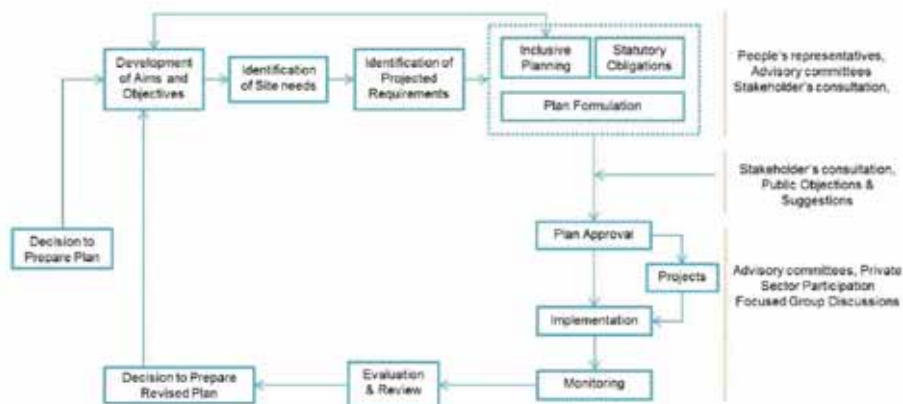 Development
of Aims and
Objectives
Identification
of Site needs
Identification of
Projected
Requirements
Inclusive
Planning
Statutory
Obligations
Plan Formulation
People's representatives,
Advisory committees
Stakeholder's consultation,
Stakeholder's consultation,
Public Objections &
Suggestions
Decision to
Prepare Plan
Plan Approval
Projects
Advisory committees, Private
Sector Participation
Focused Group Discussions
Implementation
Decision to Prepare
Revised Plan
Evaluation
& Review
Monitoring